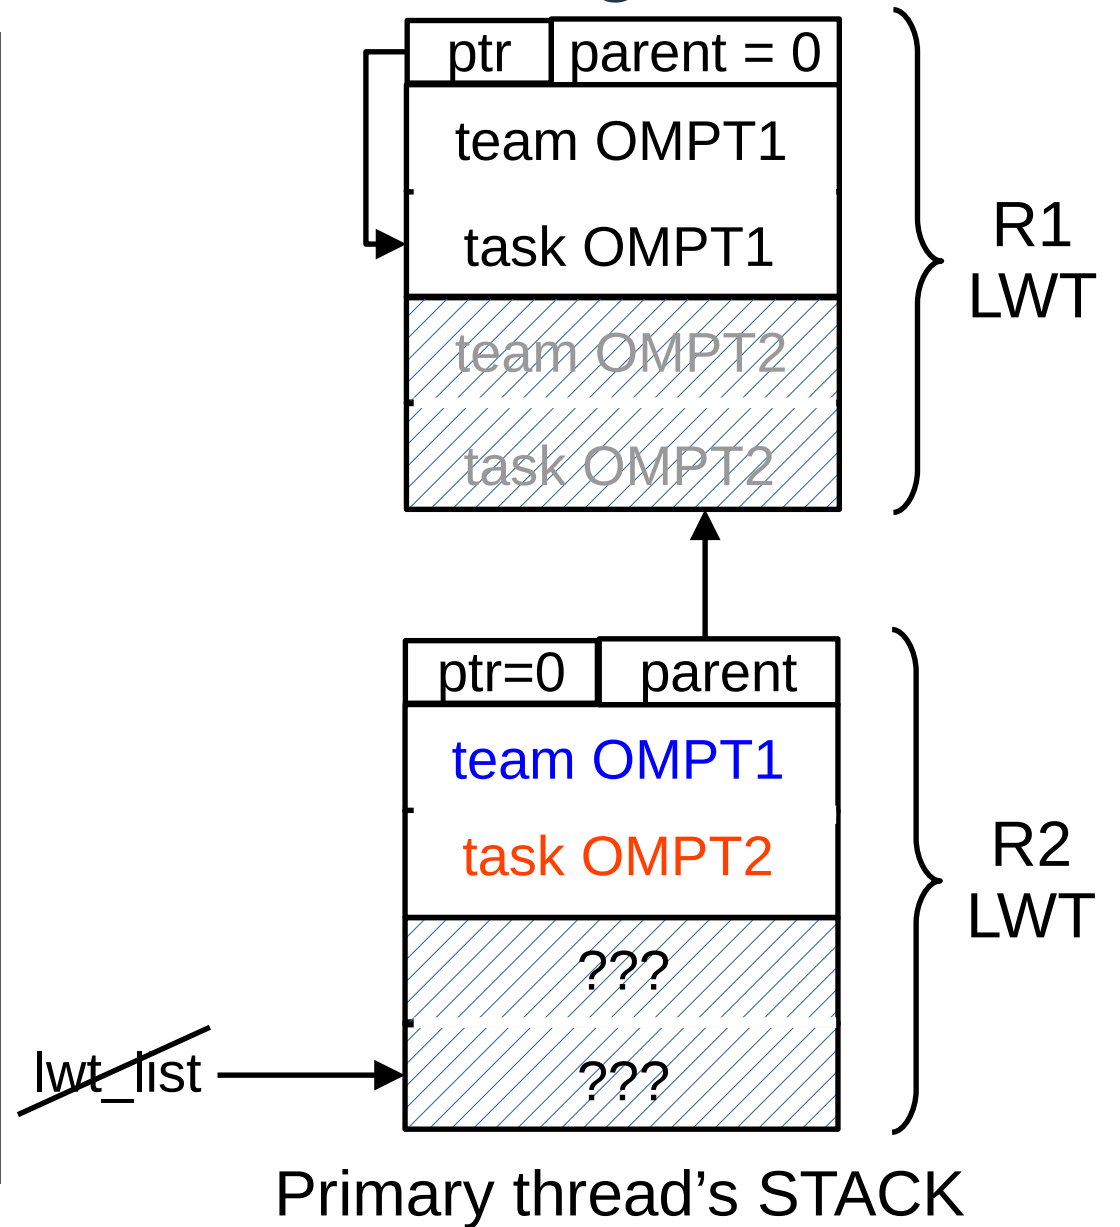 ptr
parent = 0
team OMPT1
task OMPT1
team OMPT2
task OMPT2
R1
LWT
ptr=0
parent
team OMPT1
task OMPT2
???
???
R2
LWT
lwt_list
Primary thread’s STACK